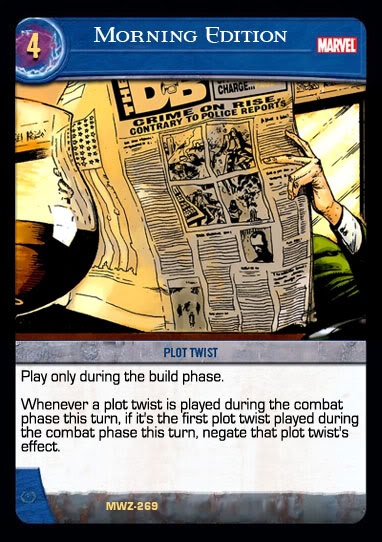 4
MORNING EDITION
MARVEL
THE
DB
CHARGE...
CRIME ON RISE,
CONTRARY TO POLICE REPORTS
PLOT TWIST
Play only during the build phase.
Whenever a plot twist is played during the combat
phase this turn, if it's the first plot twist played during
the combat phase this turn, negate that plot twist's
effect.
MWZ-269